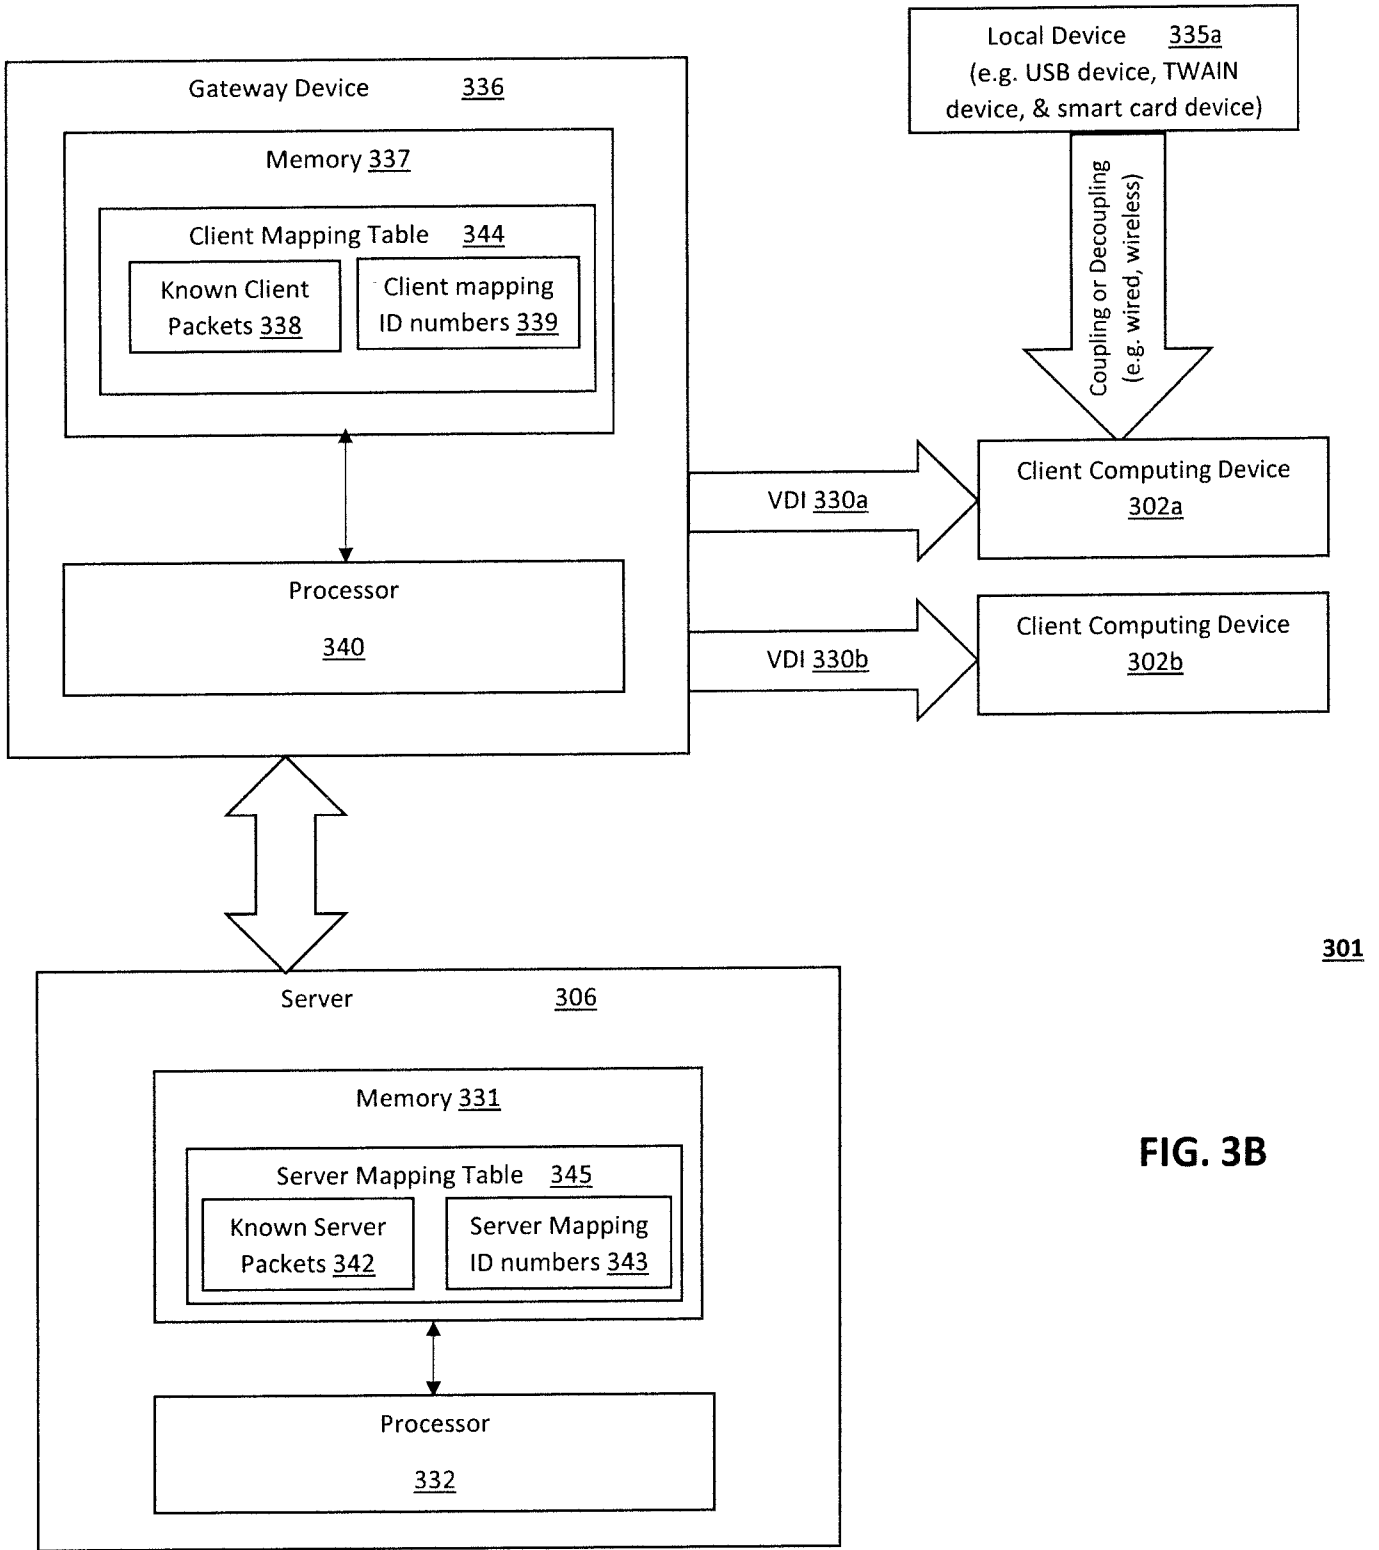 Local Device 335a
(e.g. USB device, TWAIN
device, & smart card device)
Gateway Device 336
Memory 337
Client Mapping Table 344
Known Client
Packets 338
Client mapping
ID numbers 339
Coupling or Decoupling
(e.g. wired, wireless)
Processor
340
VDI 330a
Client Computing Device
302a
VDI 330b
Client Computing Device
302b
301
Server 306
Memory 331
Server Mapping Table 345
Known Server
Packets 342
Server Mapping
ID numbers 343
Processor
332
FIG. 3B